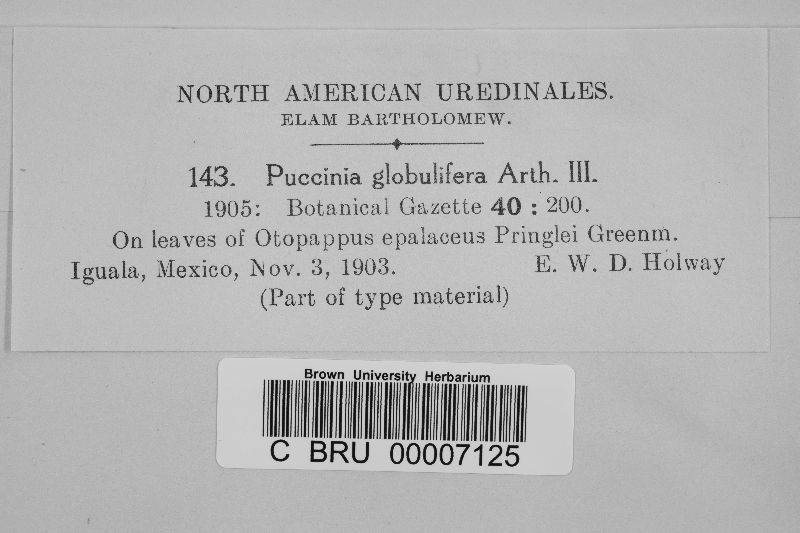 NORTH AMERICAN UREDINALES.
ELAM BARTHOLOMEW.
143. Puccinia globulifera Arth. III.
1905: Botanical Gazette 40 : 200.
On leaves of Otopappus epalaceus Pringlei Greenm.
Iguala, Mexico, Nov. 3, 1903. E. W. D. Holway
(Part of type material)
Brown University Herbarium
C BRU 00007125